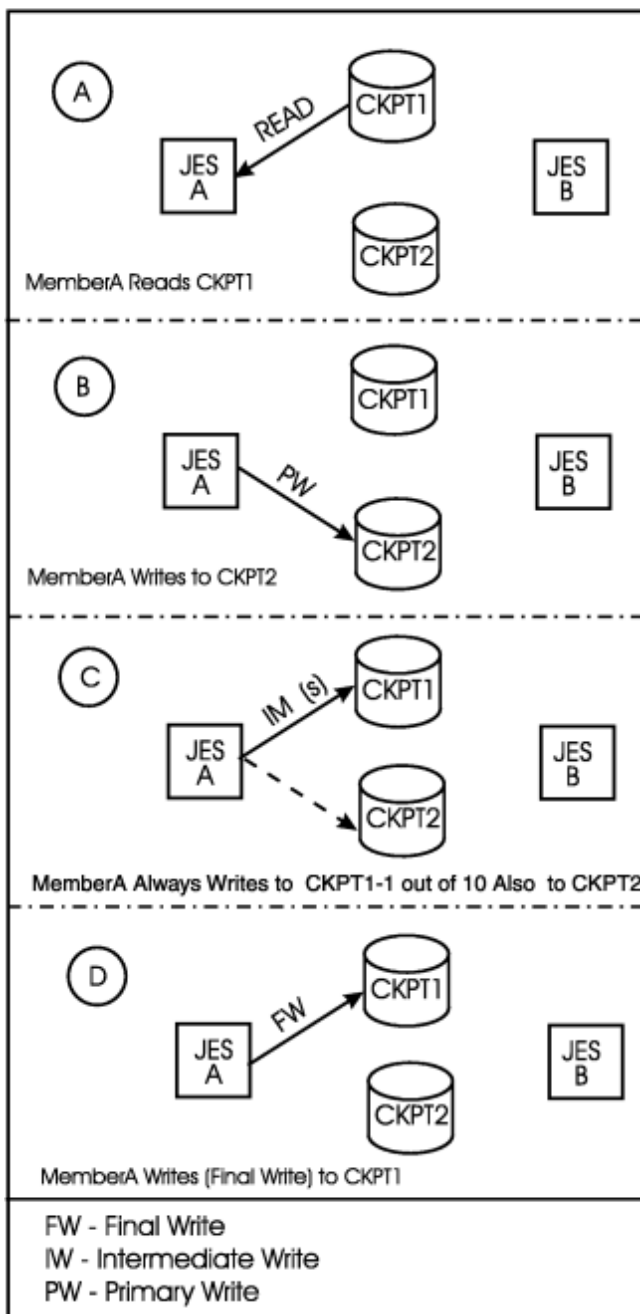 A
CKPT1
READ
JES
A
JES
B
CKPT2
MemberA Reads CKPT1
B
CKPT1
JES
A
PW
JES
B
CKPT2
MemberA Writes to CKPT2
C
CKPT1
IM (s)
JES
A
JES
B
CKPT2
MemberA Always Writes to CKPT1-1 out of 10 Also to CKPT2
D
CKPT1
FW
JES
A
JES
B
CKPT2
MemberA Writes (Final Write) to CKPT1
FW - Final Write
IW - Intermediate Write
PW - Primary Write